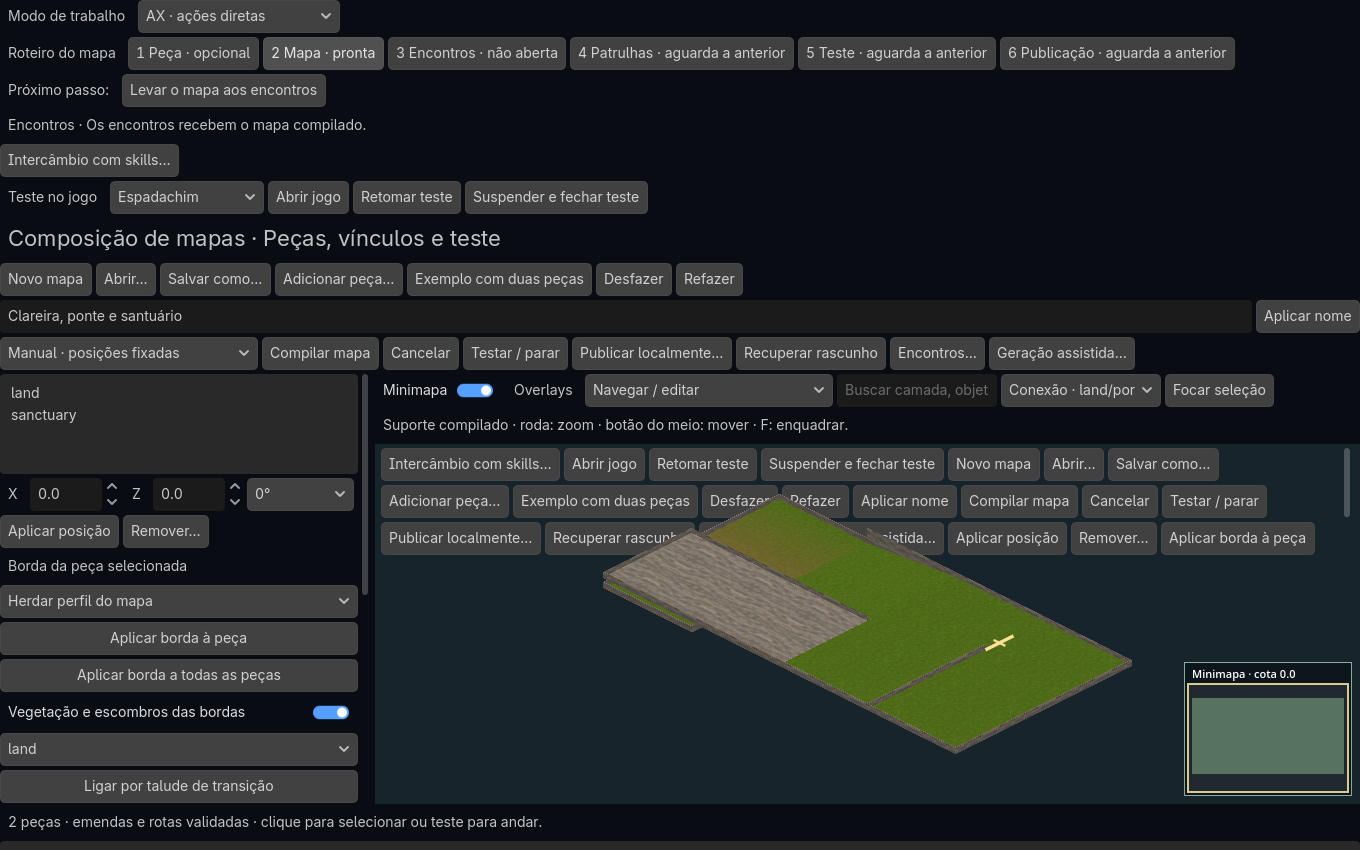 Modo de trabalho AX · ações diretas
Roteiro do mapa 1 Peça · opcional 2 Mapa · pronta 3 Encontros · não aberta 4 Patrulhas · aguarda a anterior 5 Teste · aguarda a anterior 6 Publicação · aguarda a anterior
Próximo passo: Levar o mapa aos encontros
Encontros · Os encontros recebem o mapa compilado.
Intercâmbio com skills...
Teste no jogo Espadachim Abrir jogo Retomar teste Suspender e fechar teste
Composição de mapas · Peças, vínculos e teste
Novo mapa Abrir... Salvar como... Adicionar peça... Exemplo com duas peças Desfazer Refazer
Clareira, ponte e santuário Aplicar nome
Manual · posições fixadas Compilar mapa Cancelar Testar / parar Publicar localmente... Recuperar rascunho Encontros... Geração assistida...
land
sanctuary
X 0.0 Z 0.0 0°
Aplicar posição Remover...
Borda da peça selecionada
Herdar perfil do mapa
Aplicar borda à peça
Aplicar borda a todas as peças
Vegetação e escombros das bordas
land
Ligar por talude de transição
Minimapa Overlays Navegar / editar Buscar camada, objet Conexão · land/por Focar seleção
Suporte compilado · roda: zoom · botão do meio: mover · F: enquadrar.
Intercâmbio com skills... Abrir jogo Retomar teste Suspender e fechar teste Novo mapa Abrir... Salvar como...
Adicionar peça... Exemplo com duas peças Desfazer Refazer Aplicar nome Compilar mapa Cancelar Testar / parar
Publicar localmente... Recuperar Aplicar posição Remover... Aplicar borda à peça
Minimapa · cota 0.0
2 peças · emendas e rotas validadas · clique para selecionar ou teste para andar.